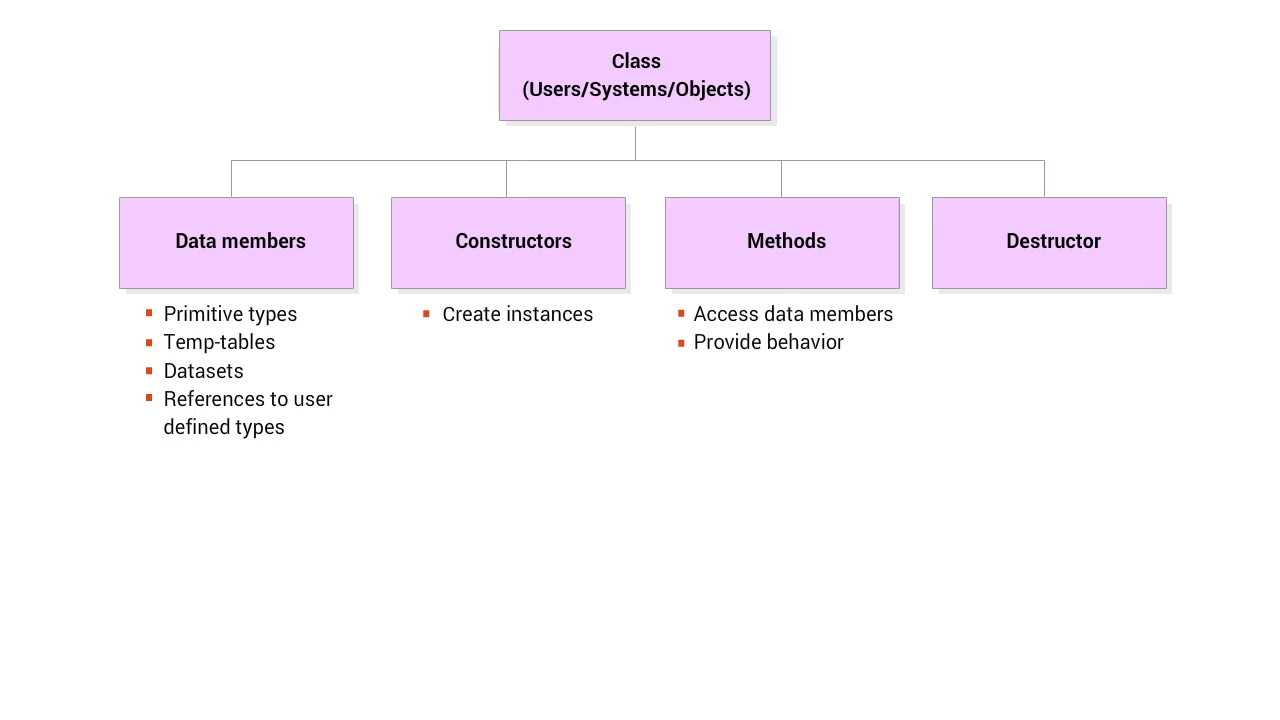 Class
(Users/Systems/Objects)
Data members
Constructors
Methods
Destructor
Primitive types
Temp-tables
Datasets
References to user
defined types
Create instances
Access data members
Provide behavior